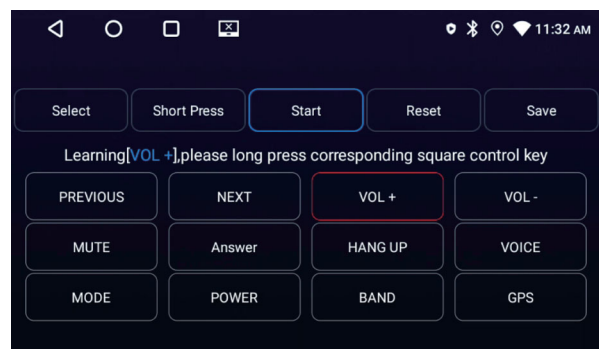 11:32 AM
Select Short Press Start Reset Save
Learning[VOL +],please long press corresponding square control key
PREVIOUS NEXT VOL + VOL -
MUTE Answer HANG UP VOICE
MODE POWER BAND GPS